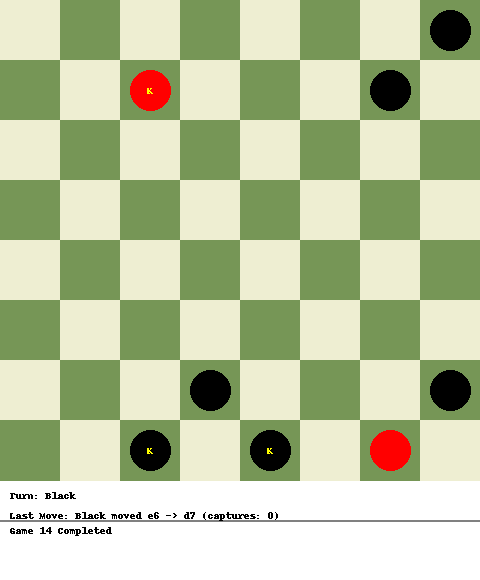 K
K
K
Turn: Black
Last Move: Black moved e6 -> d7 (captures: 0)
Game 14 Completed